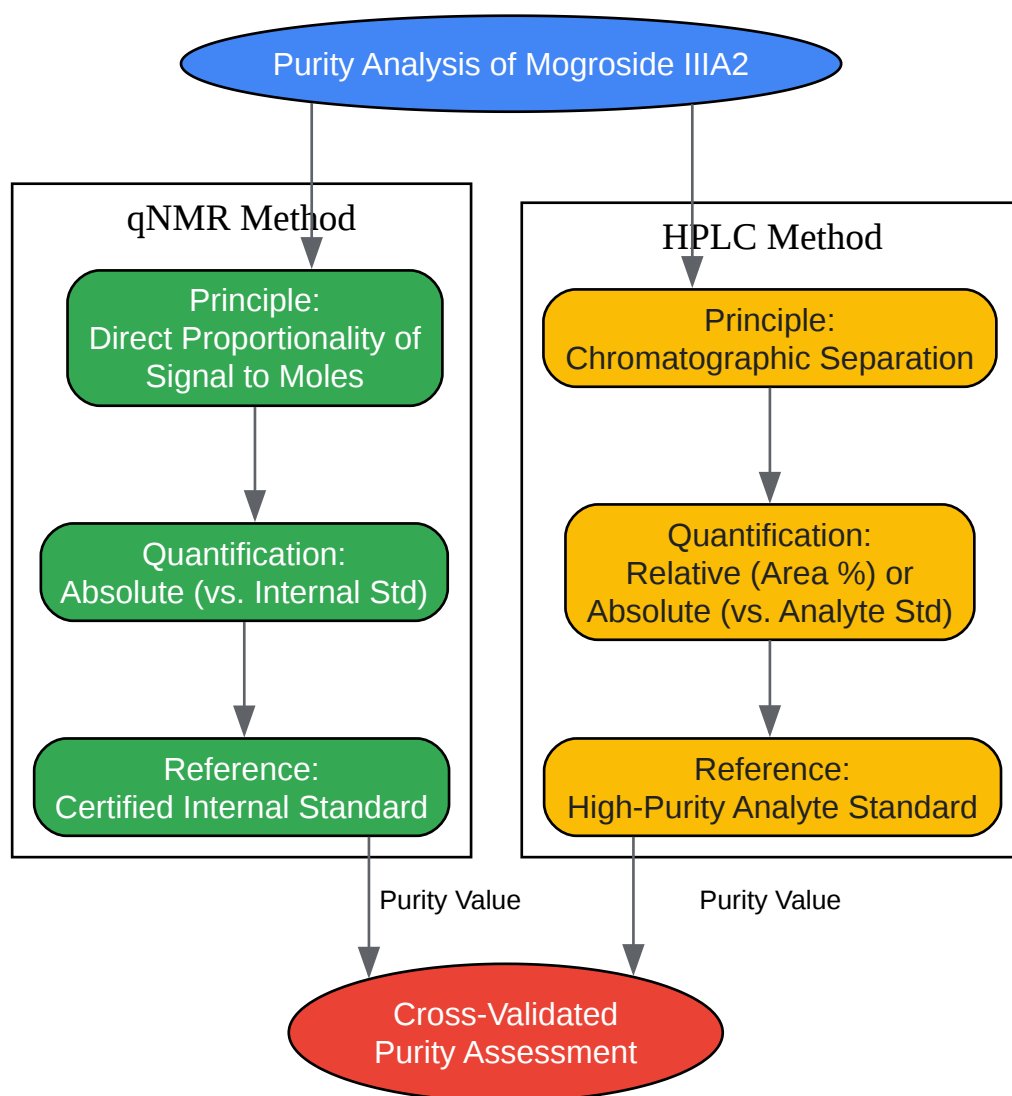 Purity Analysis of Mogroside IIIA2
qNMR Method
Principle:
Direct Proportionality of
Signal to Moles
Quantification:
Absolute (vs. Internal Std)
Reference:
Certified Internal Standard
Purity Value
HPLC Method
Principle:
Chromatographic Separation
Quantification:
Relative (Area %) or
Absolute (vs. Analyte Std)
Reference:
High-Purity Analyte Standard
Purity Value
Cross-Validated
Purity Assessment